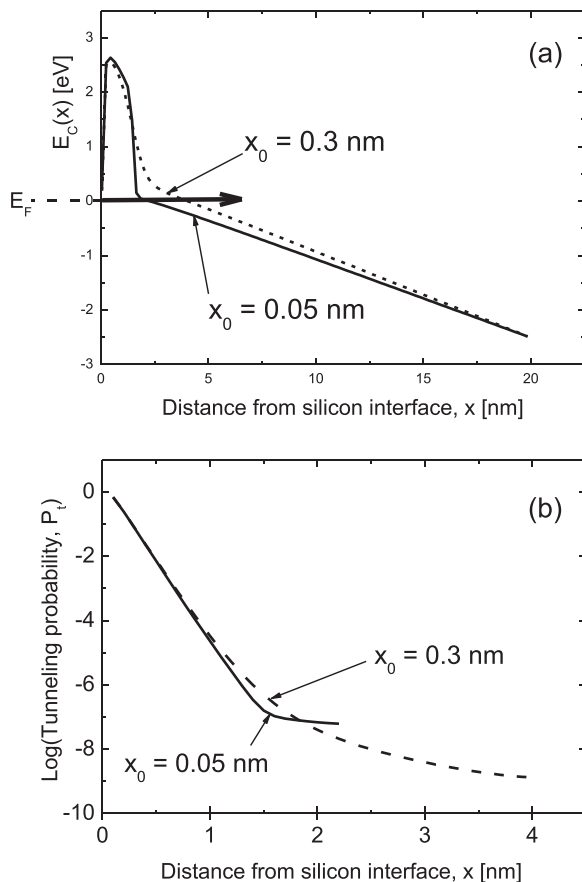 (a)
E_C(x) [eV]
3
2
1
0
-1
-2
-3
E_F
x_0 = 0.3 nm
x_0 = 0.05 nm
0 5 10 15 20
Distance from silicon interface, x [nm]
(b)
Log(Tunneling probability, P_t)
0
-2
-4
-6
-8
-10
x_0 = 0.3 nm
x_0 = 0.05 nm
0 1 2 3 4
Distance from silicon interface, x [nm]